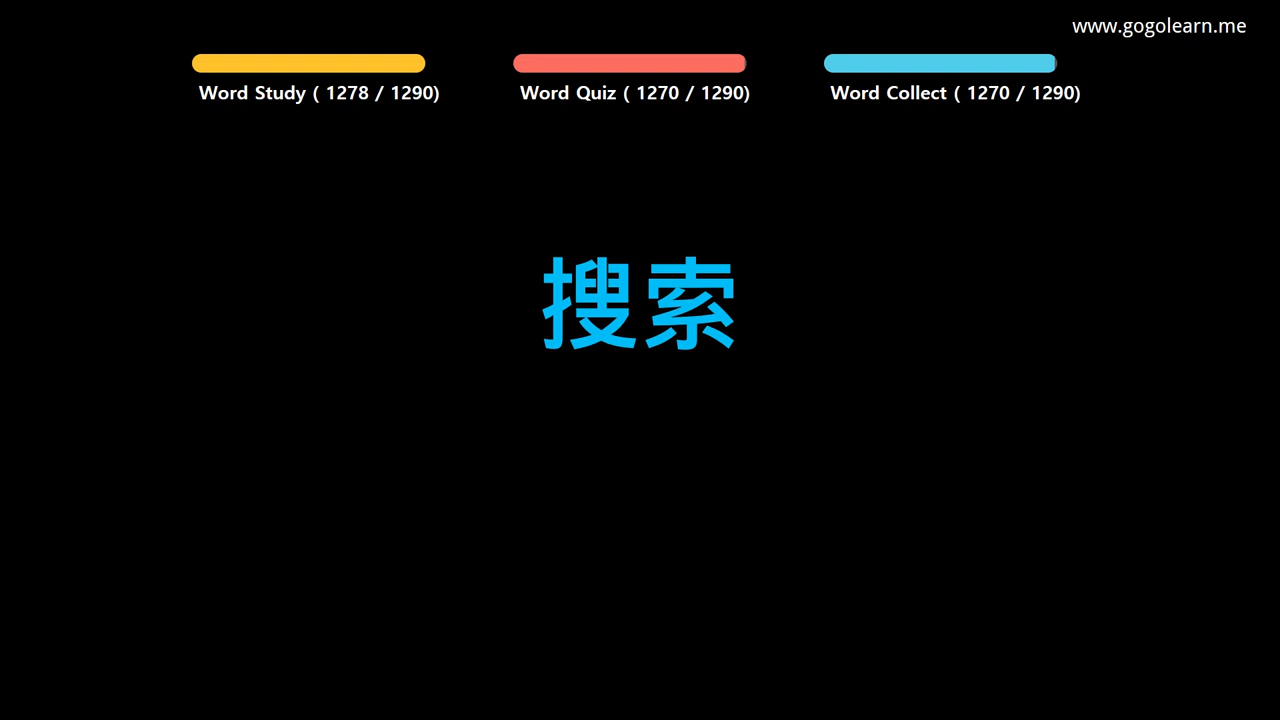 www.gogolearn.me
Word Study ( 1278 / 1290)
Word Quiz ( 1270 / 1290)
Word Collect ( 1270 / 1290)
搜索